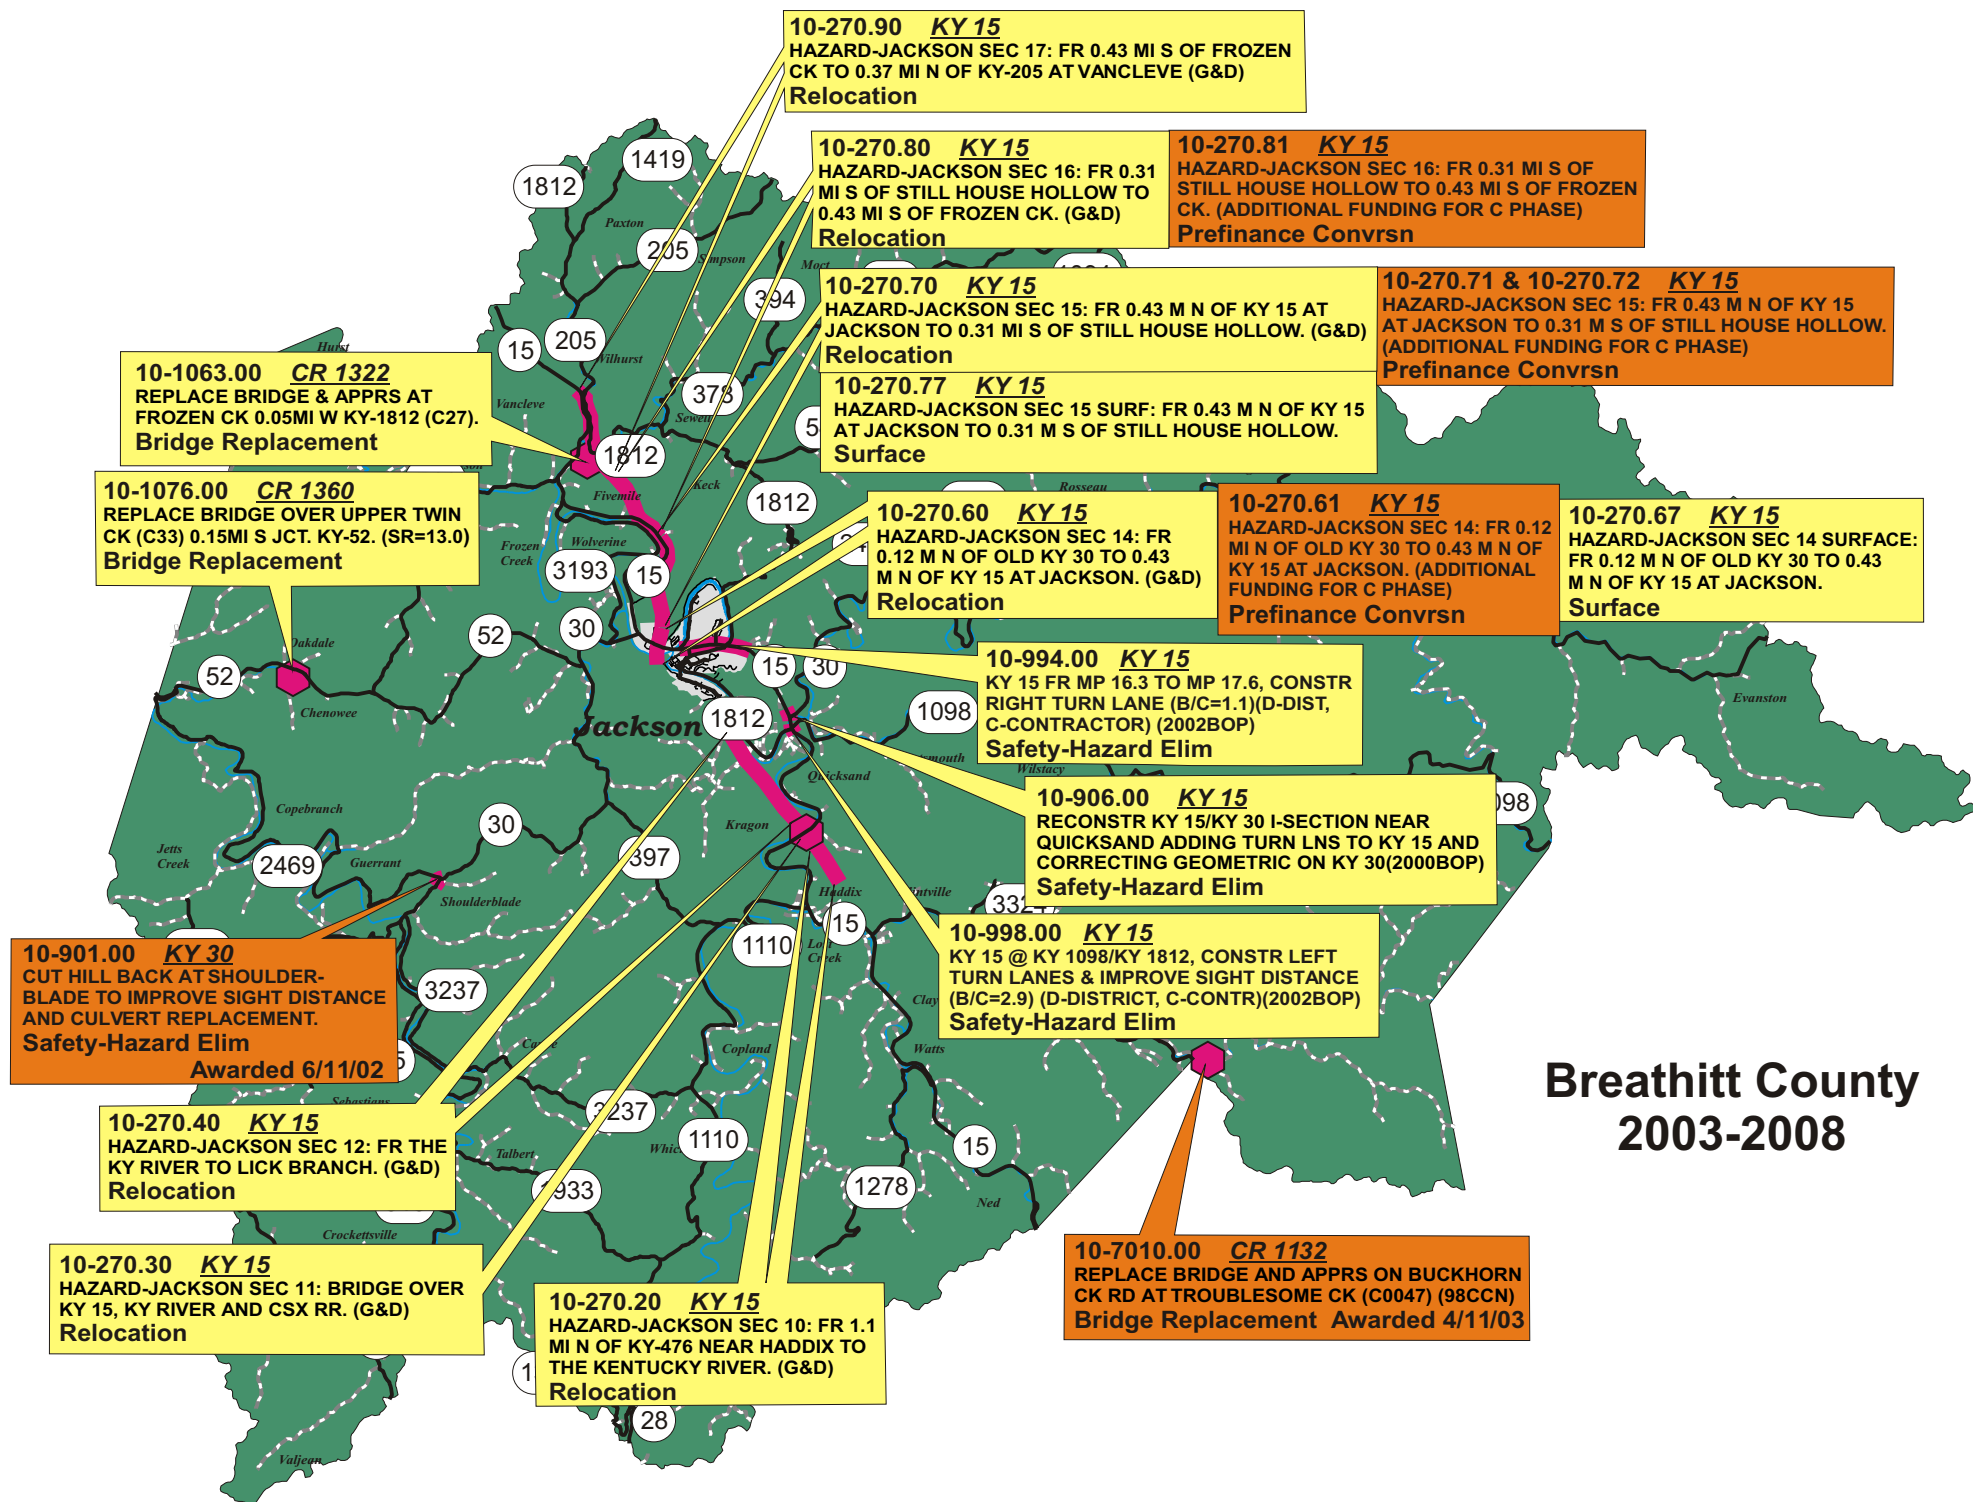 10-270.90 KY 15
HAZARD-JACKSON SEC 17: FR 0.43 MI S OF FROZEN
CK TO 0.37 MI N OF KY-205 AT VANCLEVE (G&D)
Relocation
10-270.80 KY 15
HAZARD-JACKSON SEC 16: FR 0.31
MI S OF STILL HOUSE HOLLOW TO
0.43 MI S OF FROZEN CK. (G&D)
Relocation
10-270.81 KY 15
HAZARD-JACKSON SEC 16: FR 0.31 MI S OF
STILL HOUSE HOLLOW TO 0.43 MI S OF FROZEN
CK. (ADDITIONAL FUNDING FOR C PHASE)
Prefinance Convrsn
1419
1812
Paxton
205
Simpson
Moct
394
10-270.70 KY 15
HAZARD-JACKSON SEC 15: FR 0.43 M N OF KY 15 AT
JACKSON TO 0.31 MI S OF STILL HOUSE HOLLOW. (G&D)
Relocation
10-270.71 & 10-270.72 KY 15
HAZARD-JACKSON SEC 15: FR 0.43 M N OF KY 15
AT JACKSON TO 0.31 M S OF STILL HOUSE HOLLOW.
(ADDITIONAL FUNDING FOR C PHASE)
Prefinance Convrsn
10-270.77 KY 15
HAZARD-JACKSON SEC 15 SURF: FR 0.43 M N OF KY 15
AT JACKSON TO 0.31 M S OF STILL HOUSE HOLLOW.
Surface
Hurst
15
205
Wilhurst
378
Vancleve
Sewell
1812
Keck
Fivemile
1812
Rosseau
10-1063.00 CR 1322
REPLACE BRIDGE & APPRS AT
FROZEN CK 0.05MI W KY-1812 (C27).
Bridge Replacement
10-1076.00 CR 1360
REPLACE BRIDGE OVER UPPER TWIN
CK (C33) 0.15MI S JCT. KY-52. (SR=13.0)
Bridge Replacement
10-270.60 KY 15
HAZARD-JACKSON SEC 14: FR
0.12 M N OF OLD KY 30 TO 0.43
M N OF KY 15 AT JACKSON. (G&D)
Relocation
10-270.61 KY 15
HAZARD-JACKSON SEC 14: FR 0.12
MI N OF OLD KY 30 TO 0.43 M N OF
KY 15 AT JACKSON. (ADDITIONAL
FUNDING FOR C PHASE)
Prefinance Convrsn
10-270.67 KY 15
HAZARD-JACKSON SEC 14 SURFACE:
FR 0.12 M N OF OLD KY 30 TO 0.43
M N OF KY 15 AT JACKSON.
Surface
Frozen
Creek
Wolverine
3193
15
30
52
Oakdale
52
Chenowee
15
30
1098
Jackson
1812
Evanston
10-994.00 KY 15
KY 15 FR MP 16.3 TO MP 17.6, CONSTR
RIGHT TURN LANE (B/C=1.1)(D-DIST,
C-CONTRACTOR) (2002BOP)
Safety-Hazard Elim
Quicksand
Wilstacy
10-906.00 KY 15
RECONSTR KY 15/KY 30 I-SECTION NEAR
QUICKSAND ADDING TURN LNS TO KY 15 AND
CORRECTING GEOMETRIC ON KY 30(2000BOP)
Safety-Hazard Elim
Copebranch
Jetts
Creek
2469
Guerrant
30
Kragon
397
Shoulderblade
Haddix
15
1110
Lost
Creek
10-998.00 KY 15
KY 15 @ KY 1098/KY 1812, CONSTR LEFT
TURN LANES & IMPROVE SIGHT DISTANCE
(B/C=2.9) (D-DISTRICT, C-CONTR)(2002BOP)
Safety-Hazard Elim
10-901.00 KY 30
CUT HILL BACK AT SHOULDER-
BLADE TO IMPROVE SIGHT DISTANCE
AND CULVERT REPLACEMENT.
Safety-Hazard Elim
Awarded 6/11/02
3237
Copland
Watts
Breathitt County
2003-2008
Sebastians
10-270.40 KY 15
HAZARD-JACKSON SEC 12: FR THE
KY RIVER TO LICK BRANCH. (G&D)
Relocation
3237
1110
Talbert
15
1933
1278
Ned
Crockettsville
10-270.30 KY 15
HAZARD-JACKSON SEC 11: BRIDGE OVER
KY 15, KY RIVER AND CSX RR. (G&D)
Relocation
10-270.20 KY 15
HAZARD-JACKSON SEC 10: FR 1.1
MI N OF KY-476 NEAR HADDIX TO
THE KENTUCKY RIVER. (G&D)
Relocation
10-7010.00 CR 1132
REPLACE BRIDGE AND APPRS ON BUCKHORN
CK RD AT TROUBLESOME CK (C0047) (98CCN)
Bridge Replacement Awarded 4/11/03
28
Valjean